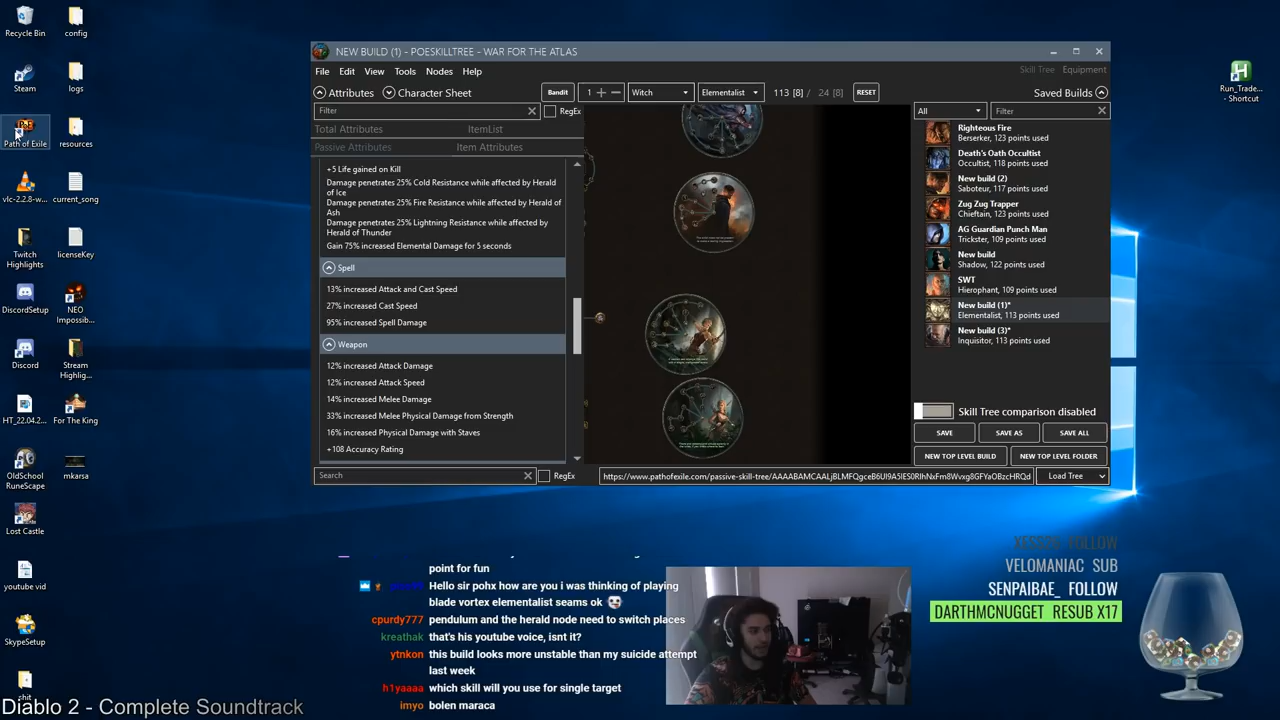 Recycle Bin
config
Steam
logs
Path of Exile
resources
vlc-2.2.8-w...
current_song
Twitch
Highlights
licenseKey
DiscordSetup
NEO
Impossib...
Discord
Stream
Highlig...
HT_22.04.2...
For The King
OldSchool
RuneScape
mkarsa
Lost Castle
youtube vid
SkypeSetup
shit
Run_Trade...
- Shortcut
NEW BUILD (1) - POESKILLTREE - WAR FOR THE ATLAS
File Edit View Tools Nodes Help
Skill Tree Equipment
Attributes Character Sheet Bandit 1 + − Witch Elementalist 113 [8] / 24 [8] RESET Saved Builds
Filter RegEx
All Filter
Total Attributes ItemList
Passive Attributes Item Attributes
+5 Life gained on Kill
Damage penetrates 25% Cold Resistance while affected by Herald
of Ice
Damage penetrates 25% Fire Resistance while affected by Herald of
Ash
Damage penetrates 25% Lightning Resistance while affected by
Herald of Thunder
Gain 75% increased Elemental Damage for 5 seconds
Spell
13% increased Attack and Cast Speed
27% increased Cast Speed
95% increased Spell Damage
Weapon
12% increased Attack Damage
12% increased Attack Speed
14% increased Melee Damage
33% increased Melee Physical Damage from Strength
16% increased Physical Damage with Staves
+108 Accuracy Rating
Search RegEx
https://www.pathofexile.com/passive-skill-tree/AAAABAMCAALjBLMFQgceB6Ul9A5IES0RlhNxFm8Wvxg8GFYaOBzcHRQd
Load Tree
Righteous Fire
Berserker, 123 points used
Death's Oath Occultist
Occultist, 118 points used
New build (2)
Saboteur, 117 points used
Zug Zug Trapper
Chieftain, 123 points used
AG Guardian Punch Man
Trickster, 109 points used
New build
Shadow, 122 points used
SWT
Hierophant, 109 points used
New build (1)*
Elementalist, 113 points used
New build (3)*
Inquisitor, 113 points used
Skill Tree comparison disabled
SAVE SAVE AS SAVE ALL
NEW TOP LEVEL BUILD NEW TOP LEVEL FOLDER
point for fun
Hello sir pohx how are you i was thinking of playing
blade vortex elementalist seams ok
cpurdy777 pendulum and the herald node need to switch places
kreathak that's his youtube voice, isnt it?
ytnkon this build looks more unstable than my suicide attempt
last week
h1yaaaa which skill will you use for single target
imyo bolen maraca
FOLLOW
VELOMANIAC SUB
SENPAIBAE_ FOLLOW
DARTHMCNUGGET RESUB X17
Diablo 2 - Complete Soundtrack